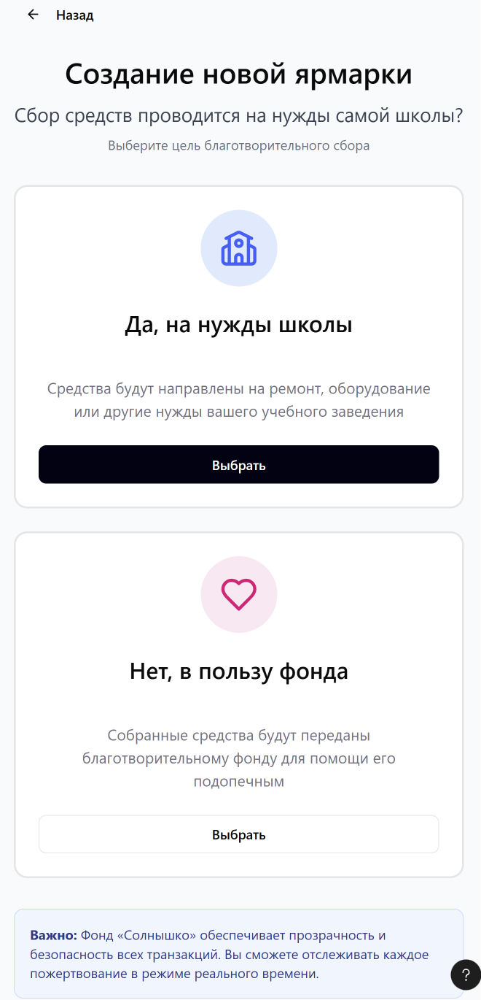 Назад
Создание новой ярмарки
Сбор средств проводится на нужды самой школы?
Выберите цель благотворительного сбора
Да, на нужды школы
Средства будут направлены на ремонт, оборудование
или другие нужды вашего учебного заведения
Выбрать
Нет, в пользу фонда
Собранные средства будут переданы
благотворительному фонду для помощи его
подопечным
Выбрать
Важно: Фонд «Солнышко» обеспечивает прозрачность и
безопасность всех транзакций. Вы сможете отслеживать каждое
пожертвование в режиме реального времени.
?